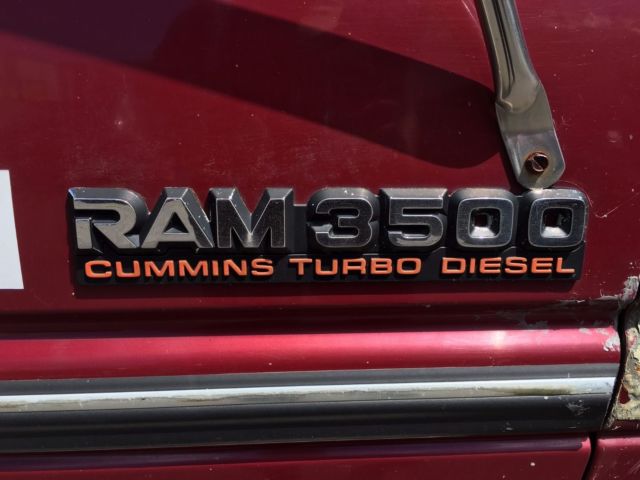 RAM 3500
CUMMINS TURBO DIESEL